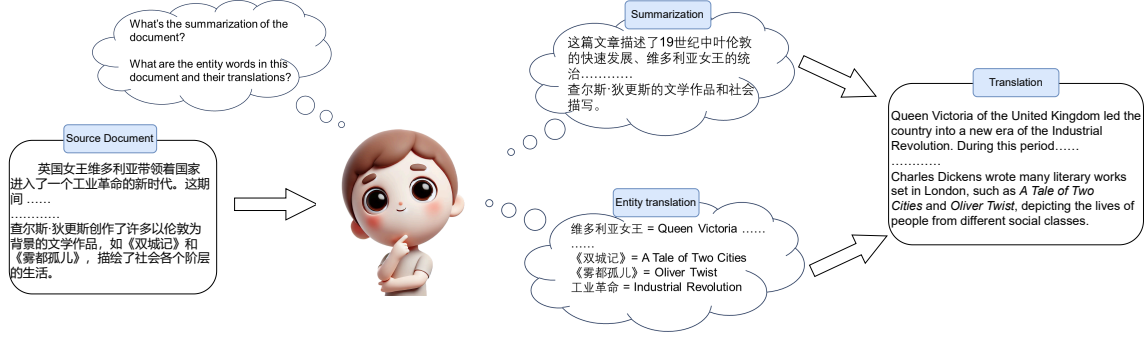 What's the summarization of the
document?
What are the entity words in this
document and their translations?
Source Document
英国女王维多利亚带领着国家
进入了一个工业革命的新时代。这期
间 ……
…………
查尔斯·狄更斯创作了许多以伦敦为
背景的文学作品，如《双城记》和
《雾都孤儿》，描绘了社会各个阶层
的生活。
Summarization
这篇文章描述了19世纪中叶伦敦
的快速发展、维多利亚女王的统
治…………
查尔斯·狄更斯的文学作品和社会
描写。
Entity translation
维多利亚女王 = Queen Victoria ……
……
《双城记》= A Tale of Two Cities
《雾都孤儿》= Oliver Twist
工业革命 = Industrial Revolution
Translation
Queen Victoria of the United Kingdom led the
country into a new era of the Industrial
Revolution. During this period……
…………
Charles Dickens wrote many literary works
set in London, such as A Tale of Two
Cities and Oliver Twist, depicting the lives of
people from different social classes.